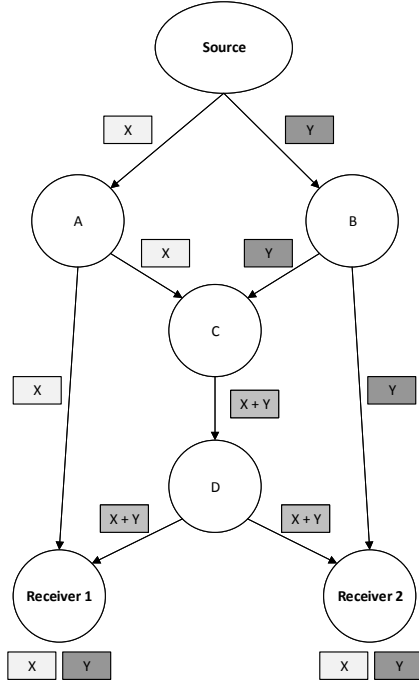 Source
X
Y
A
B
X
Y
C
X
X + Y
Y
D
X + Y
X + Y
Receiver 1
Receiver 2
X
Y
X
Y